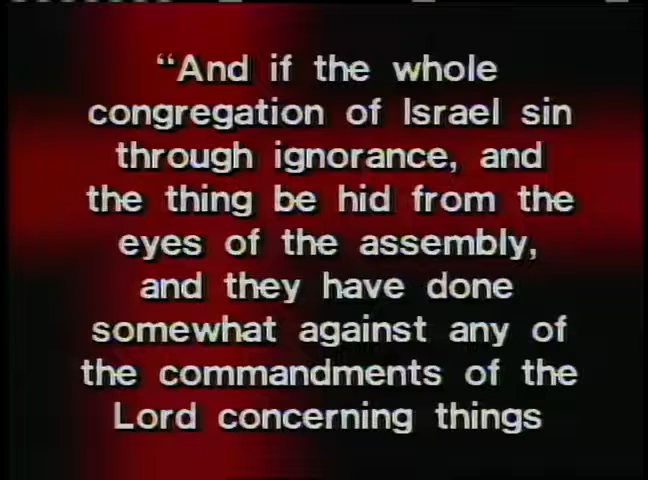 “And if the whole
congregation of Israel sin
through ignorance, and
the thing be hid from the
eyes of the assembly,
and they have done
somewhat against any of
the commandments of the
Lord concerning things